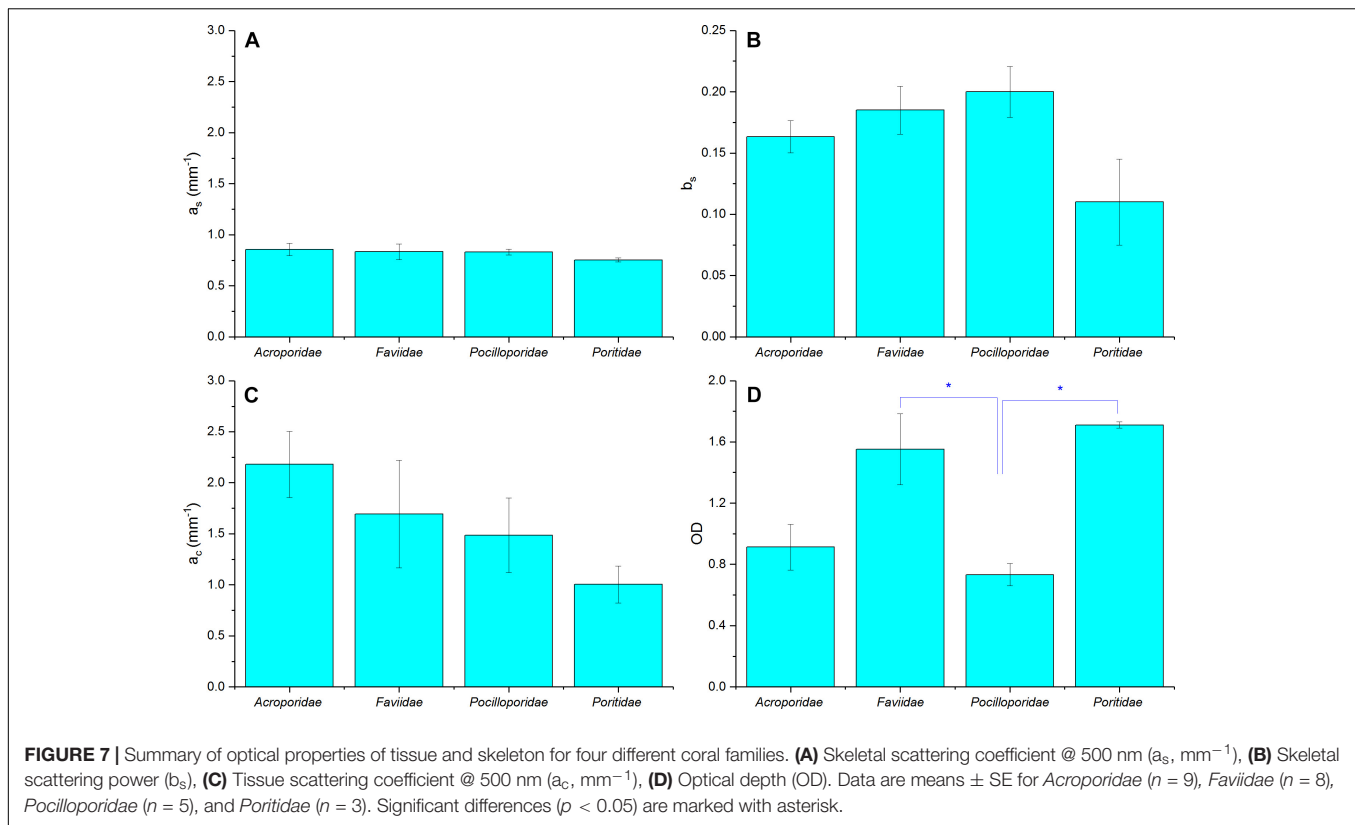 A
3.0
2.5
2.0
1.5
1.0
0.5
0.0
a_s (mm⁻¹)
Acroporidae Faviidae Pocilloporidae Poritidae
B
0.25
0.20
0.15
0.10
0.05
0.00
b_s
Acroporidae Faviidae Pocilloporidae Poritidae
C
3.0
2.5
2.0
1.5
1.0
0.5
0.0
a_c (mm⁻¹)
Acroporidae Faviidae Pocilloporidae Poritidae
D
* *
2.0
1.6
1.2
0.8
0.4
0.0
OD
Acroporidae Faviidae Pocilloporidae Poritidae
FIGURE 7 | Summary of optical properties of tissue and skeleton for four different coral families. (A) Skeletal scattering coefficient @ 500 nm (a_s, mm⁻¹), (B) Skeletal
scattering power (b_s), (C) Tissue scattering coefficient @ 500 nm (a_c, mm⁻¹), (D) Optical depth (OD). Data are means ± SE for Acroporidae (n = 9), Faviidae (n = 8),
Pocilloporidae (n = 5), and Poritidae (n = 3). Significant differences (p < 0.05) are marked with asterisk.